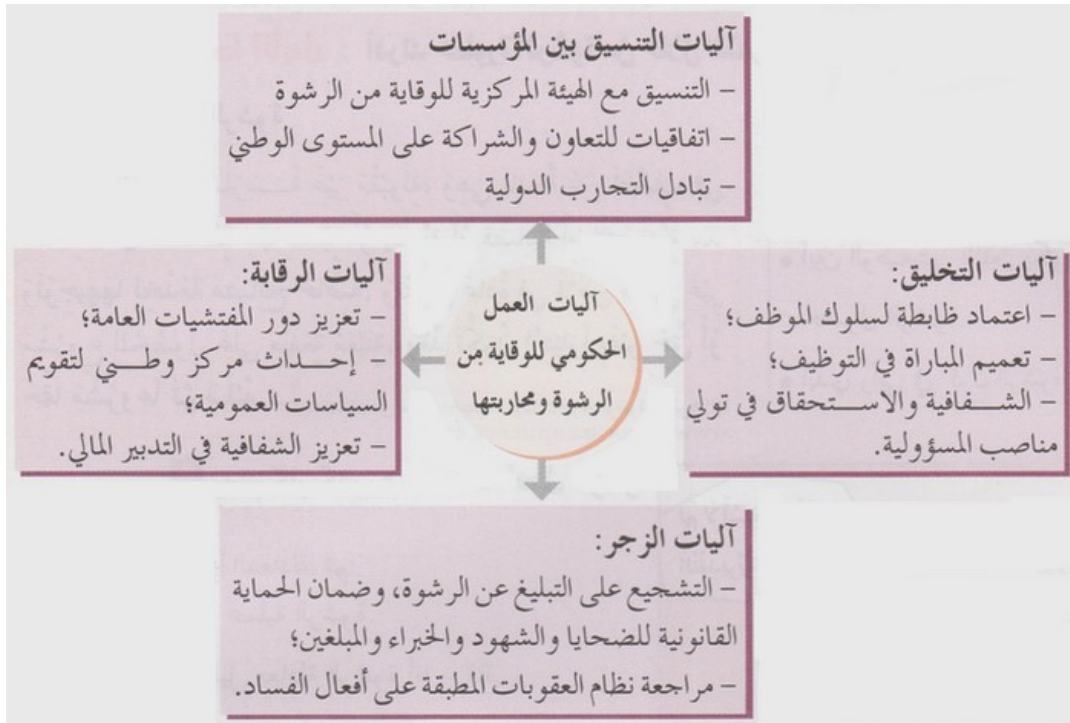 آليات التنسيق بين المؤسسات
– التنسيق مع الهيئة المركزية للوقاية من الرشوة
– اتفاقيات للتعاون والشراكة على المستوى الوطني
– تبادل التجارب الدولية
آليات التخليق:
– اعتماد ظابطة لسلوك الموظف؛
– تعميم المباراة في التوظيف؛
– الشفافية والاستحقاق في تولي
مناصب المسؤولية.
آليات العمل
الحكومي للوقاية من
الرشوة ومحاربتها
آليات الرقابة:
– تعزيز دور المفتشيات العامة؛
– إحداث مركز وطني لتقويم
السياسات العمومية؛
– تعزيز الشفافية في التدبير المالي.
آليات الزجر:
– التشجيع على التبليغ عن الرشوة، وضمان الحماية
القانونية للضحايا والشهود والخبراء والمبلغين؛
– مراجعة نظام العقوبات المطبقة على أفعال الفساد.